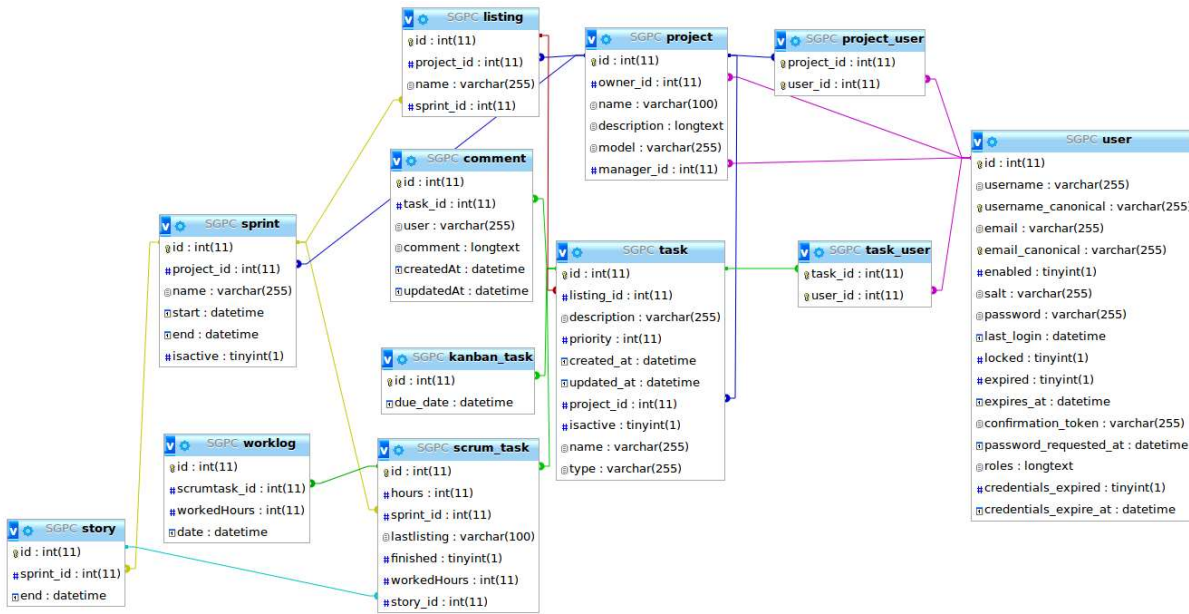 SGPC listing
id : int(11)
project_id : int(11)
name : varchar(255)
sprint_id : int(11)
SGPC project
id : int(11)
owner_id : int(11)
name : varchar(100)
description : longtext
model : varchar(255)
manager_id : int(11)
SGPC project_user
project_id : int(11)
user_id : int(11)
SGPC user
id : int(11)
username : varchar(255)
username_canonical : varchar(255)
email : varchar(255)
email_canonical : varchar(255)
enabled : tinyint(1)
salt : varchar(255)
password : varchar(255)
last_login : datetime
locked : tinyint(1)
expired : tinyint(1)
expires_at : datetime
confirmation_token : varchar(255)
password_requested_at : datetime
roles : longtext
credentials_expired : tinyint(1)
credentials_expire_at : datetime
SGPC comment
id : int(11)
task_id : int(11)
user : varchar(255)
comment : longtext
createdAt : datetime
updatedAt : datetime
SGPC sprint
id : int(11)
project_id : int(11)
name : varchar(255)
start : datetime
end : datetime
isactive : tinyint(1)
SGPC task
id : int(11)
listing_id : int(11)
description : varchar(255)
priority : int(11)
created_at : datetime
updated_at : datetime
project_id : int(11)
isactive : tinyint(1)
name : varchar(255)
type : varchar(255)
SGPC task_user
task_id : int(11)
user_id : int(11)
SGPC kanban_task
id : int(11)
due_date : datetime
SGPC worklog
id : int(11)
scrumtask_id : int(11)
workedHours : int(11)
date : datetime
SGPC scrum_task
id : int(11)
hours : int(11)
sprint_id : int(11)
lastlisting : varchar(100)
finished : tinyint(1)
workedHours : int(11)
story_id : int(11)
SGPC story
id : int(11)
sprint_id : int(11)
end : datetime